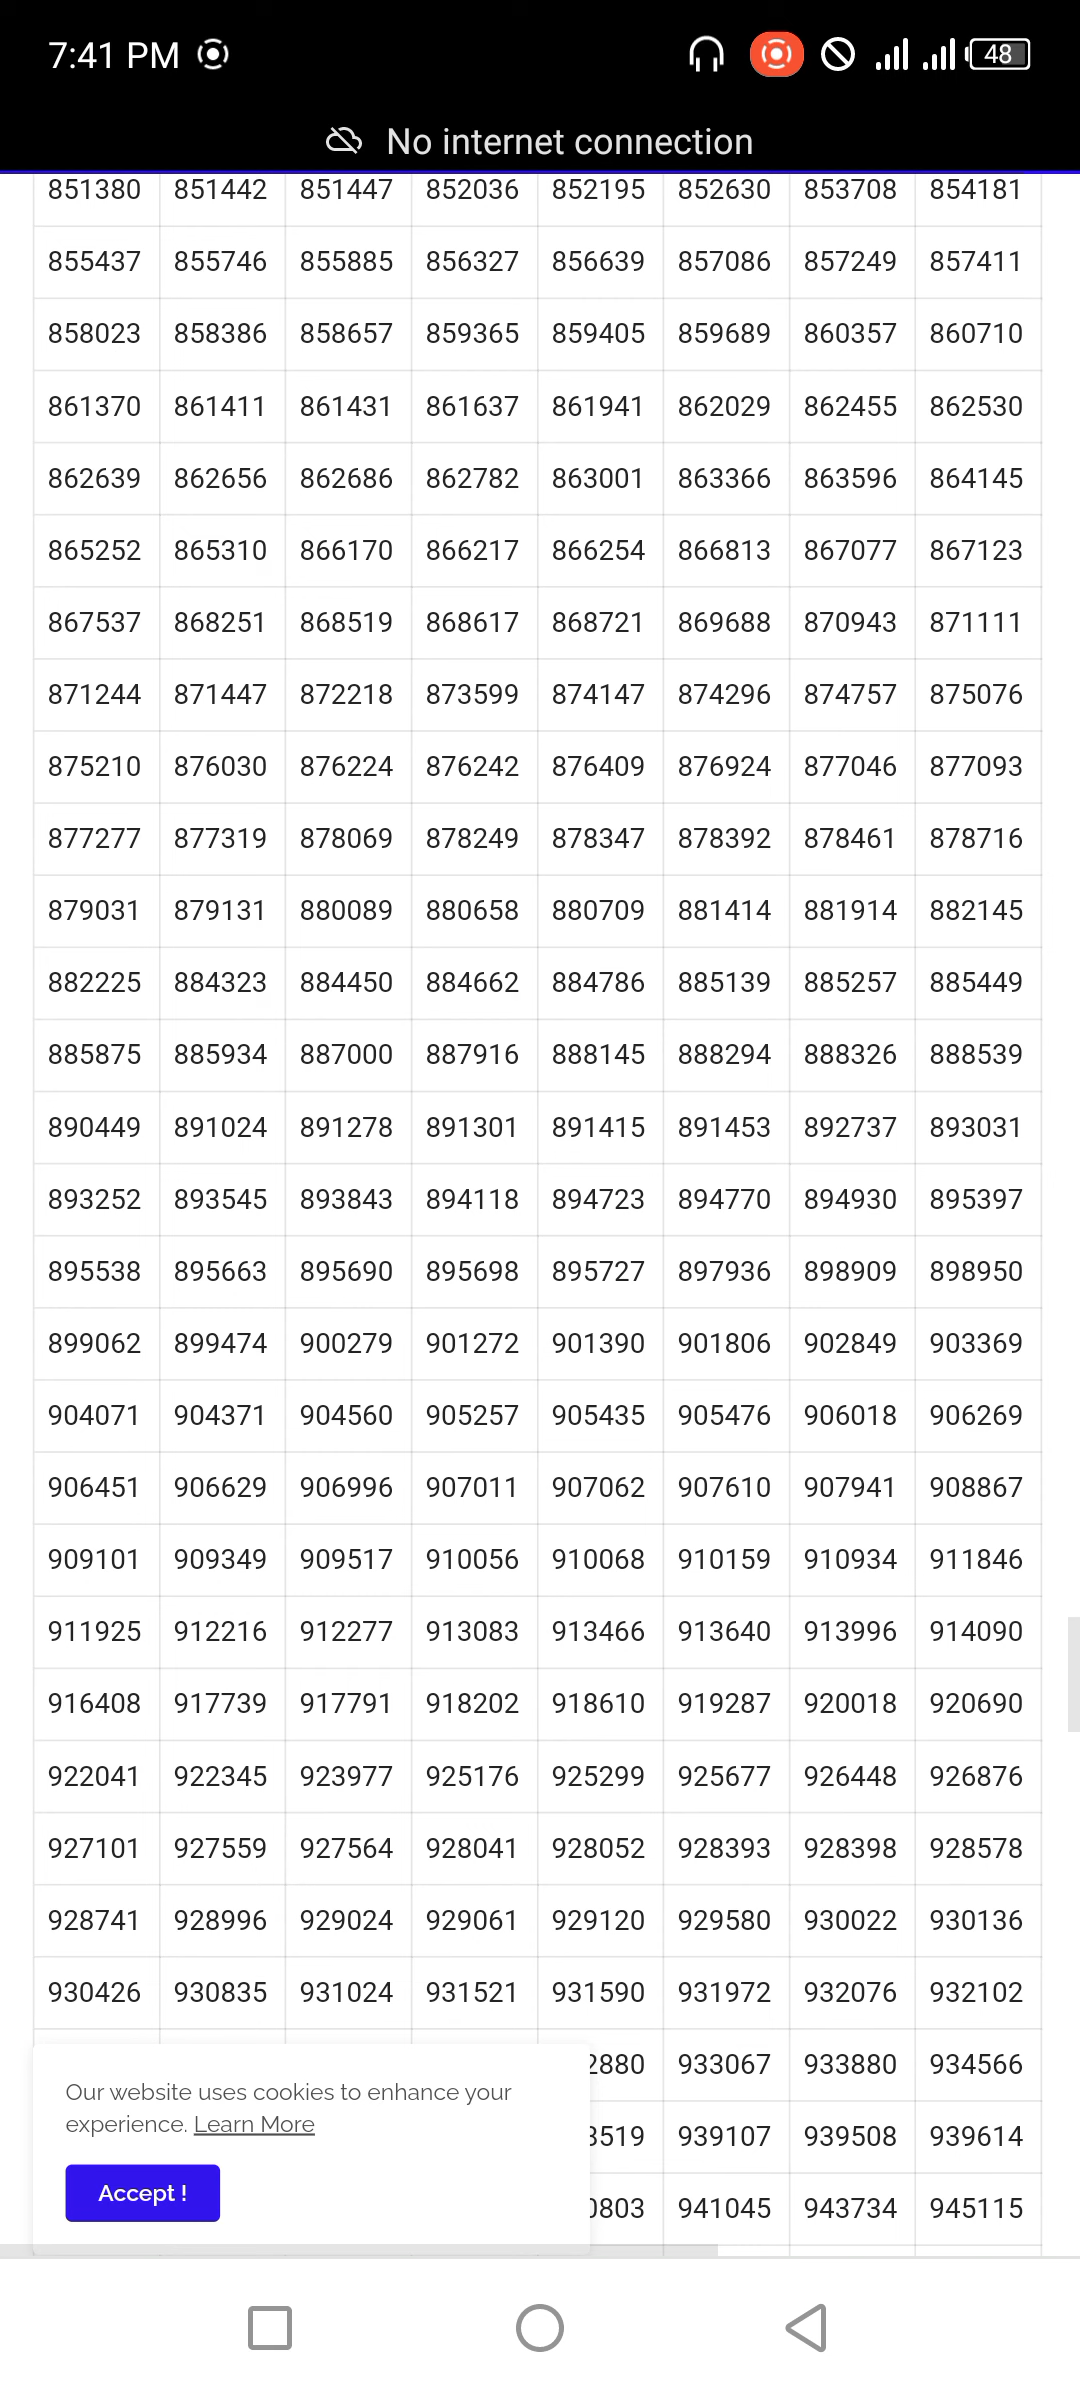 7:41 PM 48
No internet connection
851380 851442 851447 852036 852195 852630 853708 854181
855437 855746 855885 856327 856639 857086 857249 857411
858023 858386 858657 859365 859405 859689 860357 860710
861370 861411 861431 861637 861941 862029 862455 862530
862639 862656 862686 862782 863001 863366 863596 864145
865252 865310 866170 866217 866254 866813 867077 867123
867537 868251 868519 868617 868721 869688 870943 871111
871244 871447 872218 873599 874147 874296 874757 875076
875210 876030 876224 876242 876409 876924 877046 877093
877277 877319 878069 878249 878347 878392 878461 878716
879031 879131 880089 880658 880709 881414 881914 882145
882225 884323 884450 884662 884786 885139 885257 885449
885875 885934 887000 887916 888145 888294 888326 888539
890449 891024 891278 891301 891415 891453 892737 893031
893252 893545 893843 894118 894723 894770 894930 895397
895538 895663 895690 895698 895727 897936 898909 898950
899062 899474 900279 901272 901390 901806 902849 903369
904071 904371 904560 905257 905435 905476 906018 906269
906451 906629 906996 907011 907062 907610 907941 908867
909101 909349 909517 910056 910068 910159 910934 911846
911925 912216 912277 913083 913466 913640 913996 914090
916408 917739 917791 918202 918610 919287 920018 920690
922041 922345 923977 925176 925299 925677 926448 926876
927101 927559 927564 928041 928052 928393 928398 928578
928741 928996 929024 929061 929120 929580 930022 930136
930426 930835 931024 931521 931590 931972 932076 932102
2880 933067 933880 934566
3519 939107 939508 939614
0803 941045 943734 945115
Our website uses cookies to enhance your
experience. Learn More
Accept !